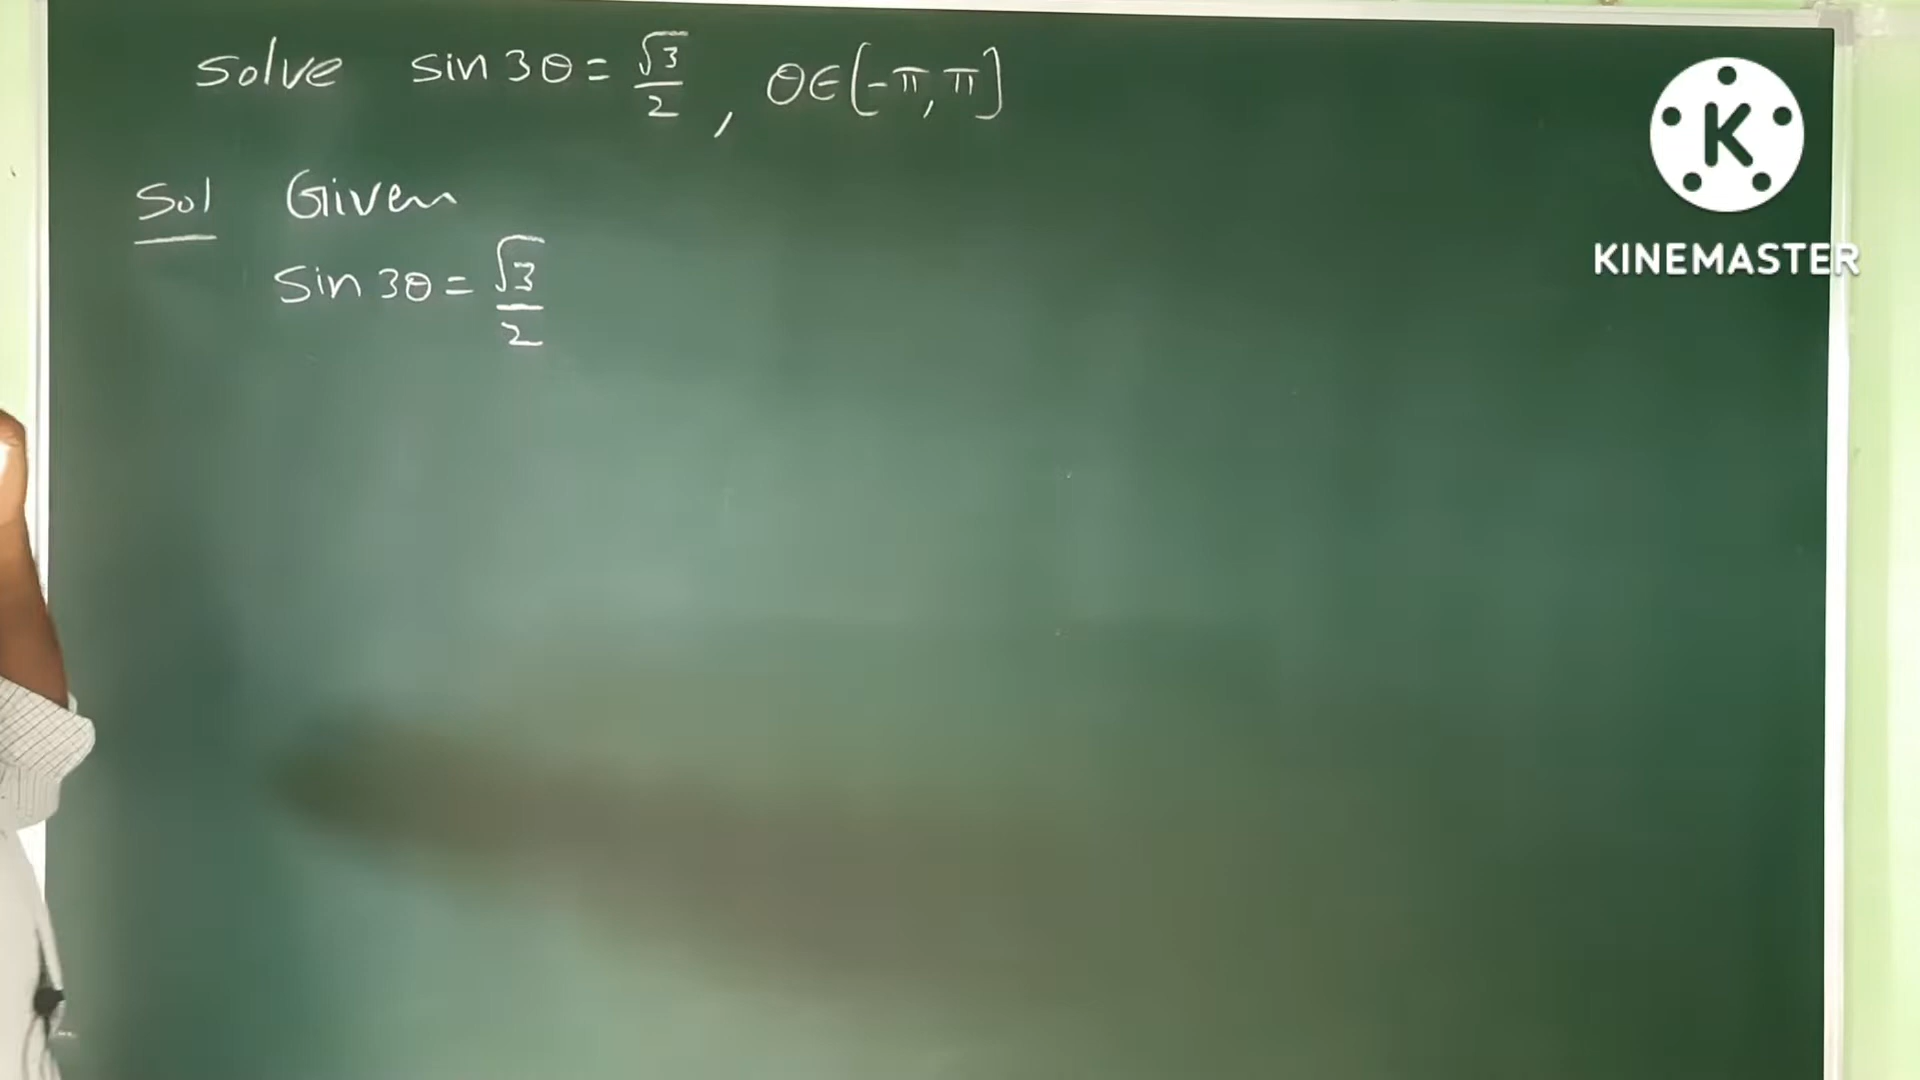 Solve sin 3θ = √3/2 , θ∈[-π, π]
Sol Given
Sin 3θ = √3/2
K
KINEMASTER